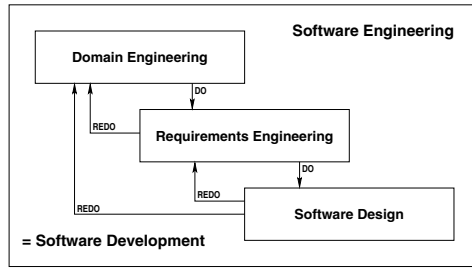 Software Engineering
Domain Engineering
DO
REDO
Requirements Engineering
DO
REDO
REDO
Software Design
= Software Development